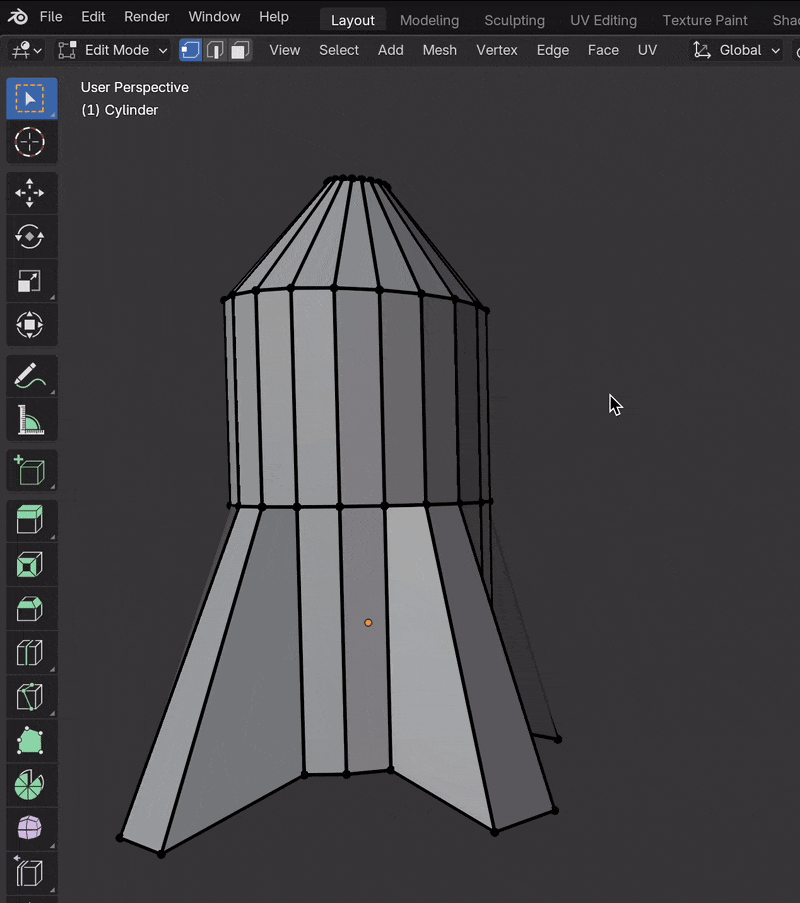 File Edit Render Window Help Layout Modeling Sculpting UV Editing Texture Paint
Edit Mode View Select Add Mesh Vertex Edge Face UV Global
User Perspective
(1) Cylinder